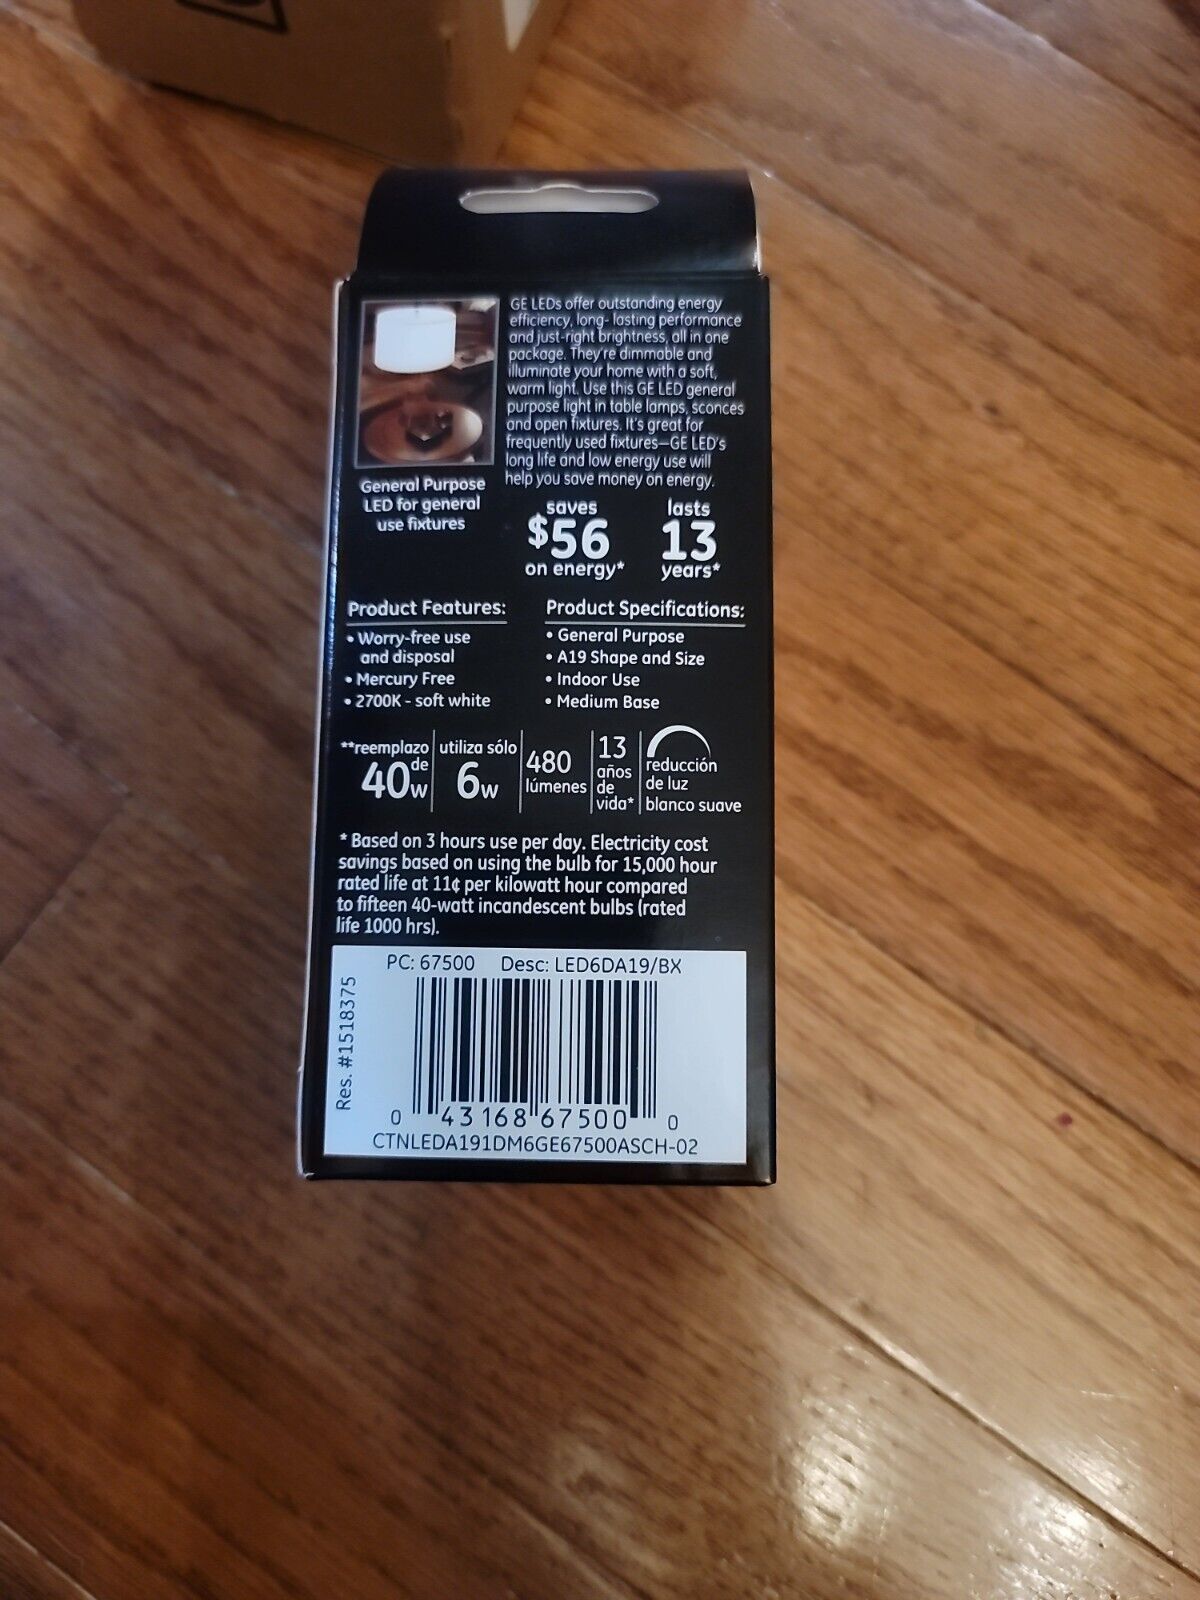 GE LEDs offer outstanding energy
efficiency, long- lasting performance
and just-right brightness, all in one
package. They're dimmable and
illuminate your home with a soft,
warm light. Use this GE LED general
purpose light in table lamps, sconces
and open fixtures. It's great for
frequently used fixtures—GE LED's
long life and low energy use will
help you save money on energy.
General Purpose
LED for general
use fixtures
saves
$56
on energy*
lasts
13
years*
Product Features:
• Worry-free use
and disposal
• Mercury Free
• 2700K - soft white
Product Specifications:
• General Purpose
• A19 Shape and Size
• Indoor Use
• Medium Base
**reemplazo
de
40w
utiliza sólo
6w
480
lúmenes
13
años
de
vida*
reducción
de luz
blanco suave
* Based on 3 hours use per day. Electricity cost
savings based on using the bulb for 15,000 hour
rated life at 11¢ per kilowatt hour compared
to fifteen 40-watt incandescent bulbs (rated
life 1000 hrs).
PC: 67500 Desc: LED6DA19/BX
Res. #1518375
0 43168 67500 0
CTNLEDA191DM6GE67500ASCH-02